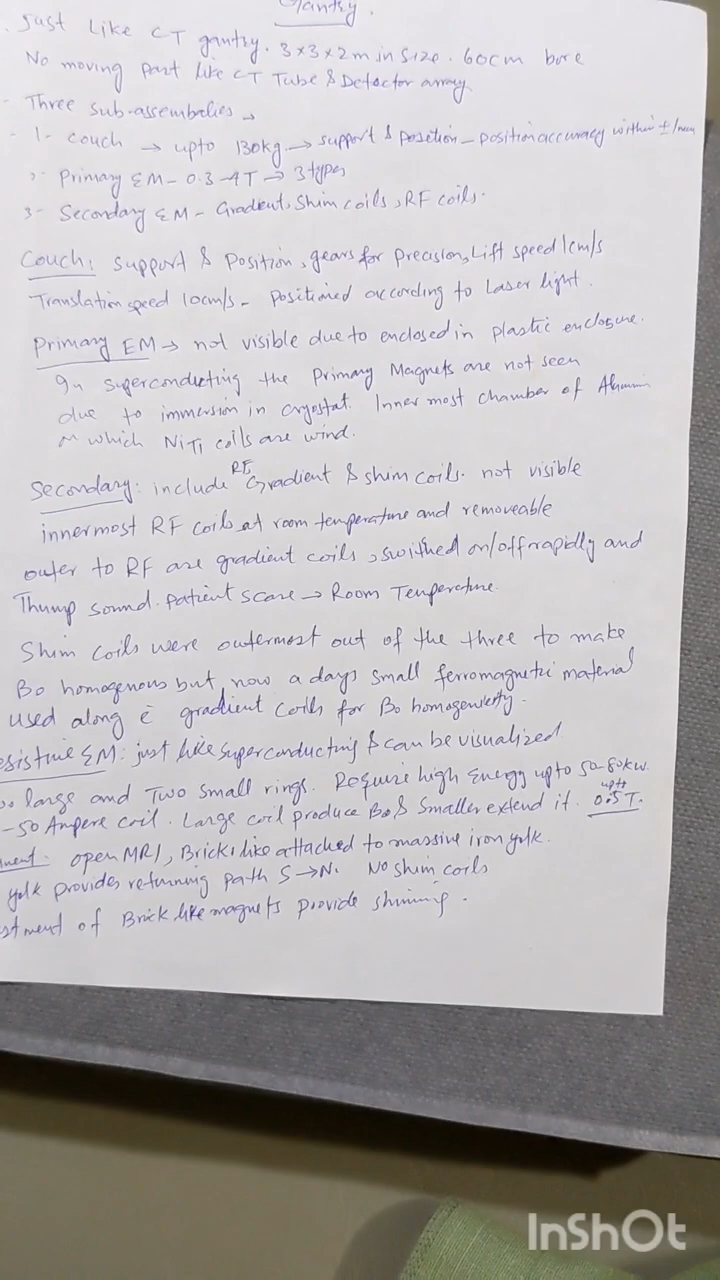 Gantry.
Just Like CT gantry. 3×3×2m in size. 60cm bore
No moving part like CT Tube & Detector array
Three sub-assembalies →
1- Couch → upto 130kg → support & position – position accuracy within ±1mm
2- Primary EM – 0.3-4T → 3 types
3- Secondary EM – Gradient, Shim coils, RF coils.
Couch: support & position, gears for precision, Lift speed 1cm/s
Translation speed 10cm/s – positioned according to Laser light.
Primary EM → not visible due to enclosed in plastic enclosure.
In superconducting the Primary Magnets are not seen
due to immersion in cryostat. Inner most chamber of Alumin
in which NiTi coils are wind.
Secondary: include RF Gradient & shim coils. not visible
innermost RF coils at room temperature and removeable
outer to RF are gradient coils, swithed on/off rapidly and
Thump sound. patient scare → Room Temperature.
Shim coils were outermost out of the three to make
Bo homogenous but now a days small ferromagnetic material
used along c̄ gradient coils for Bo homogeniety.
esistive EM: just like superconducting & can be visualized
large and Two small rings. Require high energy upto 50-80kw.
-50 Ampere coil. Large coil produce Bo & smaller extend it. upto 0.5T.
nent: open MRI, Bricks like attached to massive iron yolk.
yolk provides returning path S→N. No shim coils
stment of Brick like magnets provide shiming.
InShOt